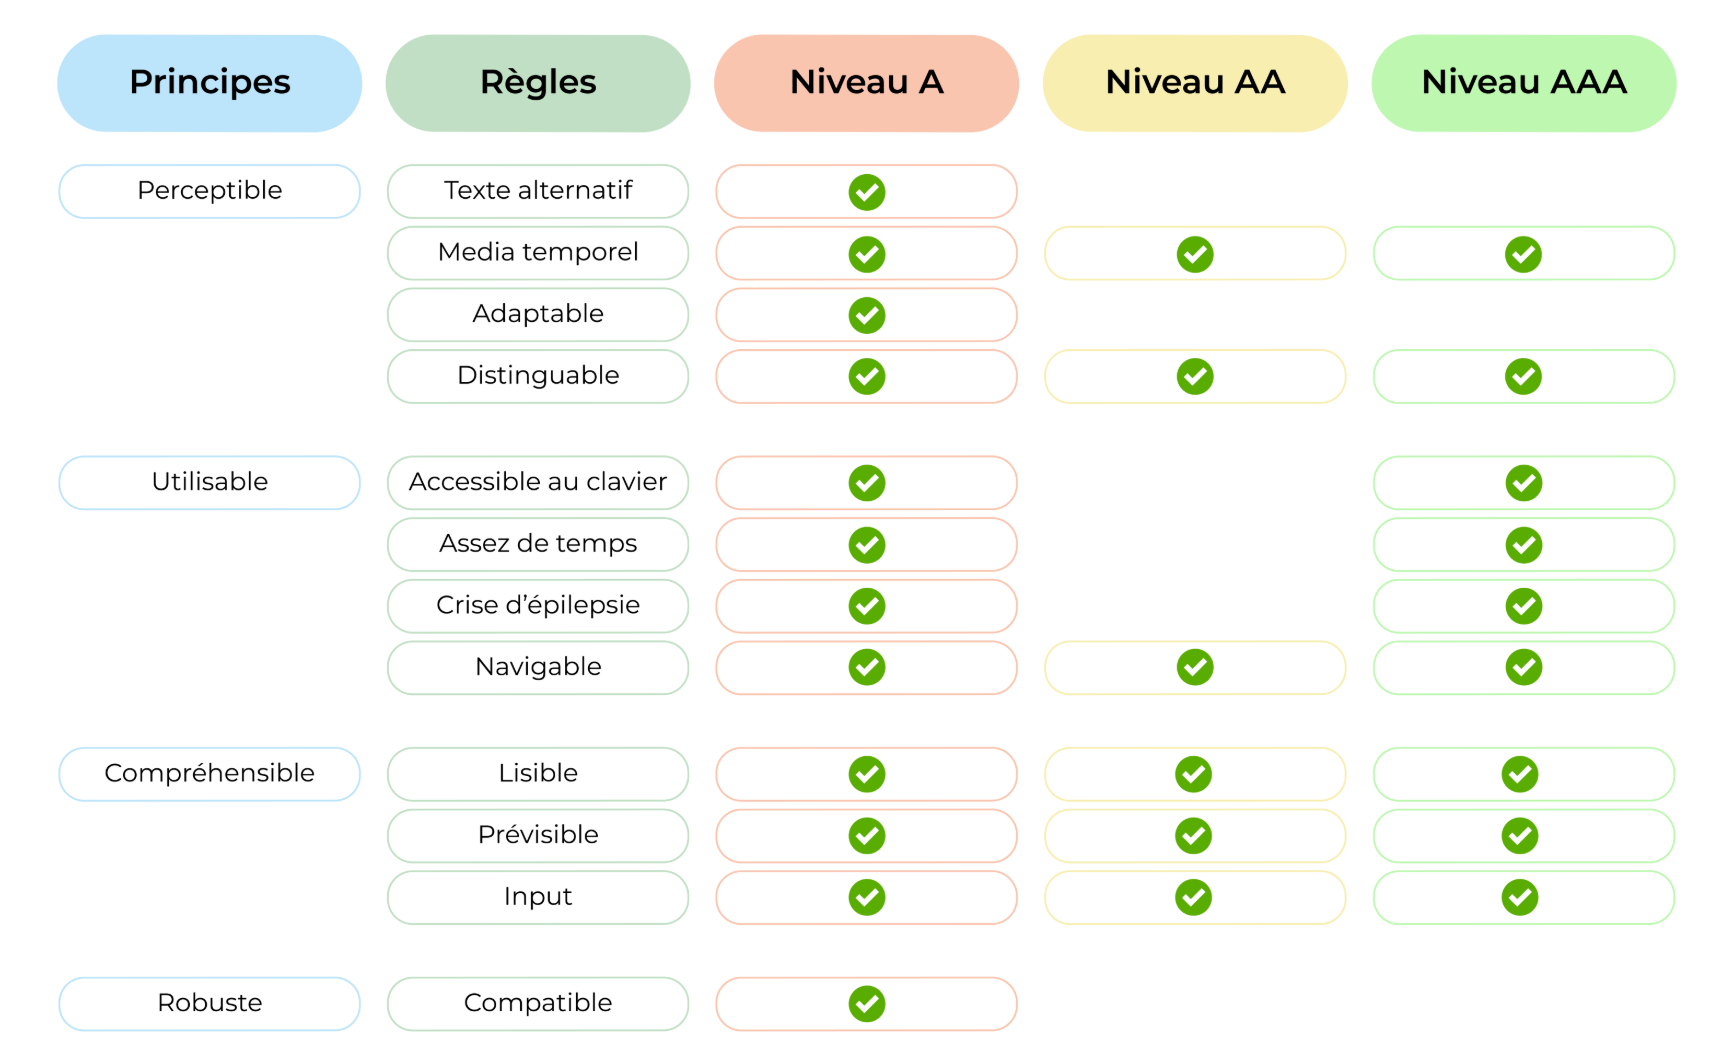 Principes Règles Niveau A Niveau AA Niveau AAA
Perceptible Texte alternatif
Media temporel
Adaptable
Distinguable
Utilisable Accessible au clavier
Assez de temps
Crise d’épilepsie
Navigable
Compréhensible Lisible
Prévisible
Input
Robuste Compatible